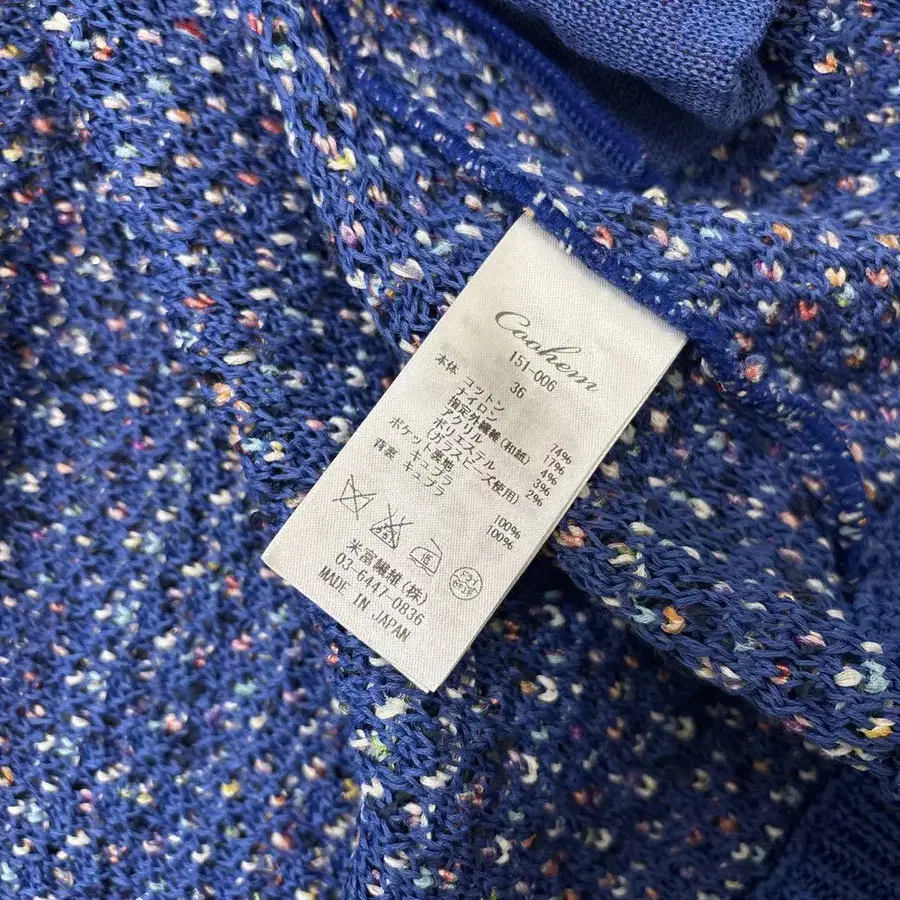 Coohem
151-006
36
本体 コットン 74%
ナイロン 17%
指定外繊維(和紙) 4%
アクリル 3%
ポリエステル 2%
(ガラスビーズ使用)
ポケット裏地 キュプラ 100%
背裏 キュプラ 100%
米富繊維(株)
03-6447-0836
MADE IN JAPAN